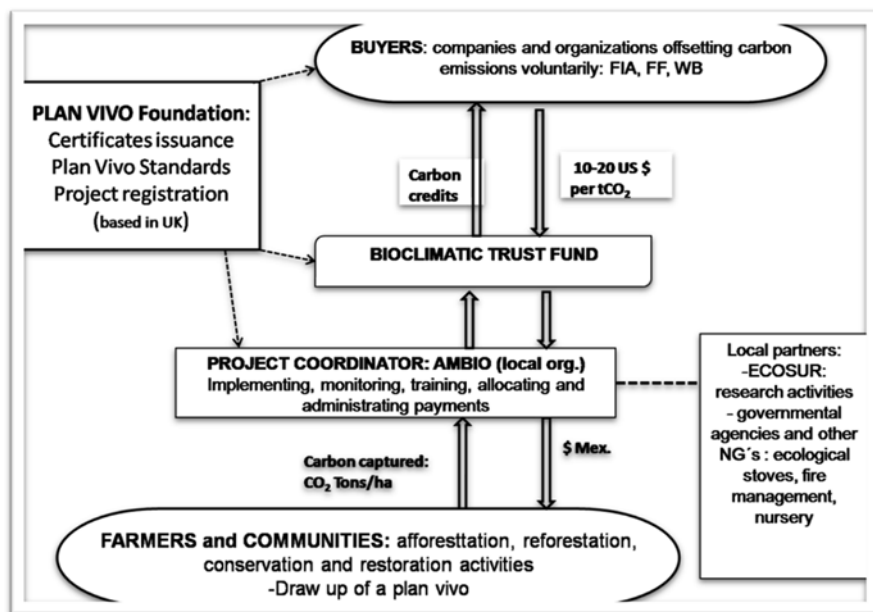 BUYERS: companies and organizations offsetting carbon
emissions voluntarily: FIA, FF, WB
PLAN VIVO Foundation:
Certificates issuance
Plan Vivo Standards
Project registration
(based in UK)
Carbon
credits
10-20 US $
per tCO₂
BIOCLIMATIC TRUST FUND
PROJECT COORDINATOR: AMBIO (local org.)
Implementing, monitoring, training, allocating and
administrating payments
Local partners:
-ECOSUR:
research activities
- governmental
agencies and other
NG´s : ecological
stoves, fire
management,
nursery
Carbon captured:
CO₂ Tons/ha
$ Mex.
FARMERS and COMMUNITIES: afforesttation, reforestation,
conservation and restoration activities
-Draw up of a plan vivo